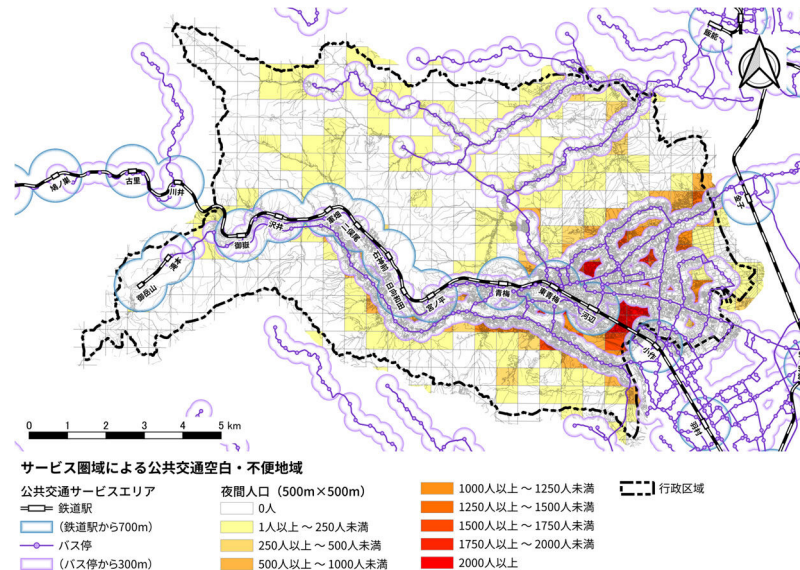 飯能
鳩ノ巣
古里
川井
金子
御嶽
沢井
軍畑
二俣尾
石神前
日向和田
宮ノ平
御岳山
滝本
青梅
東青梅
河辺
小作
羽村
0 1 2 3 4 5 km
サービス圏域による公共交通空白・不便地域
公共交通サービスエリア
鉄道駅
（鉄道駅から700m）
バス停
（バス停から300m）
夜間人口（500m×500m）
0人
1人以上 ～ 250人未満
250人以上 ～ 500人未満
500人以上 ～ 1000人未満
1000人以上 ～ 1250人未満
1250人以上 ～ 1500人未満
1500人以上 ～ 1750人未満
1750人以上 ～ 2000人未満
2000人以上
行政区域